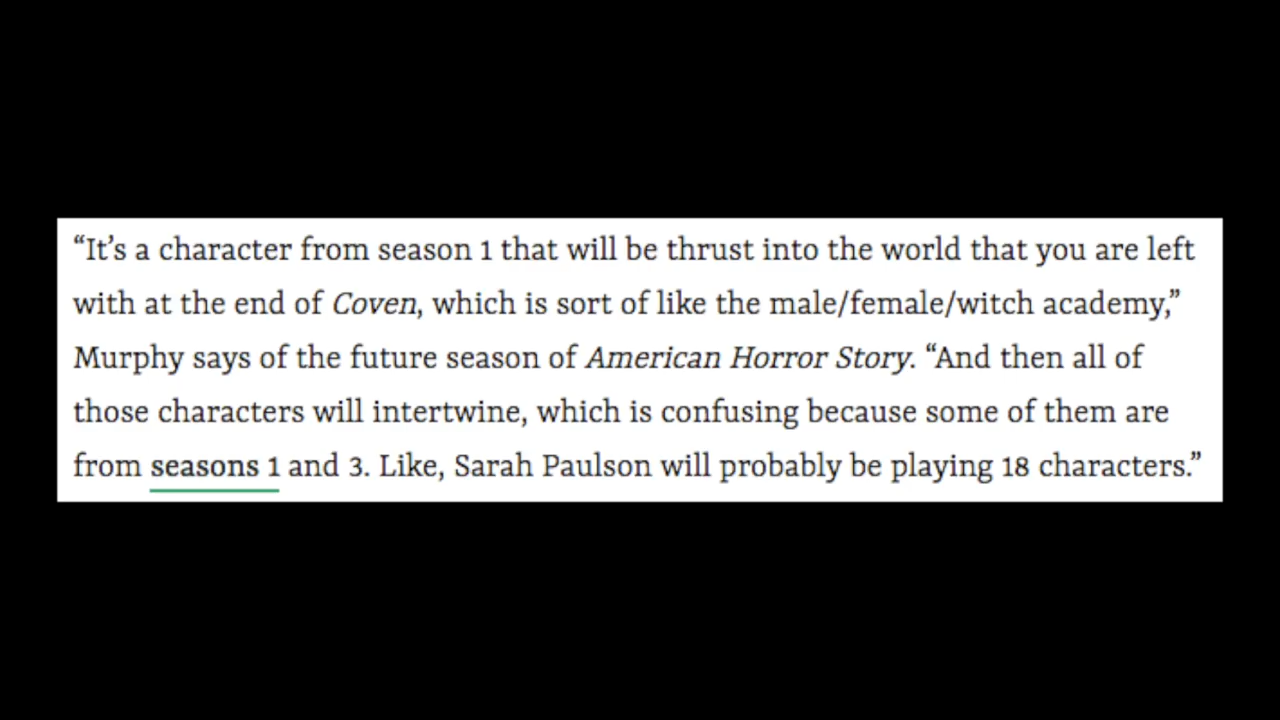 “It’s a character from season 1 that will be thrust into the world that you are left
with at the end of Coven, which is sort of like the male/female/witch academy,”
Murphy says of the future season of American Horror Story. “And then all of
those characters will intertwine, which is confusing because some of them are
from seasons 1 and 3. Like, Sarah Paulson will probably be playing 18 characters.”